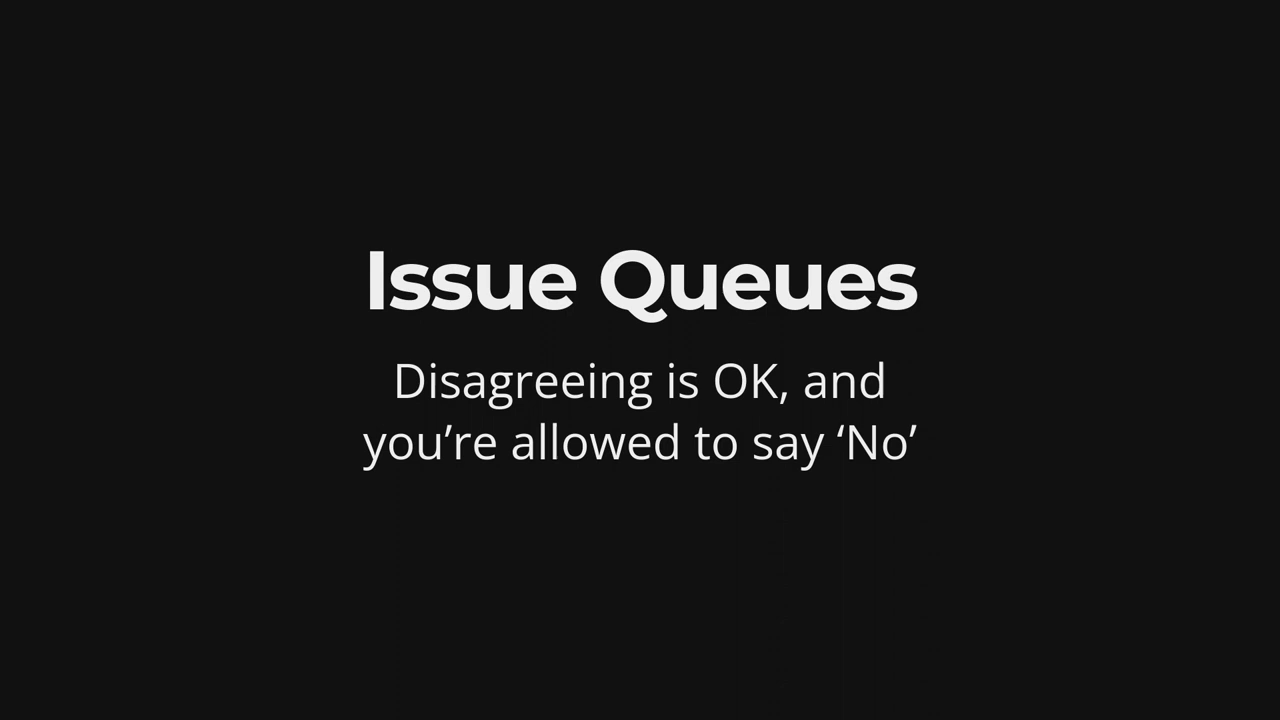 Issue Queues
Disagreeing is OK, and
you’re allowed to say ‘No’